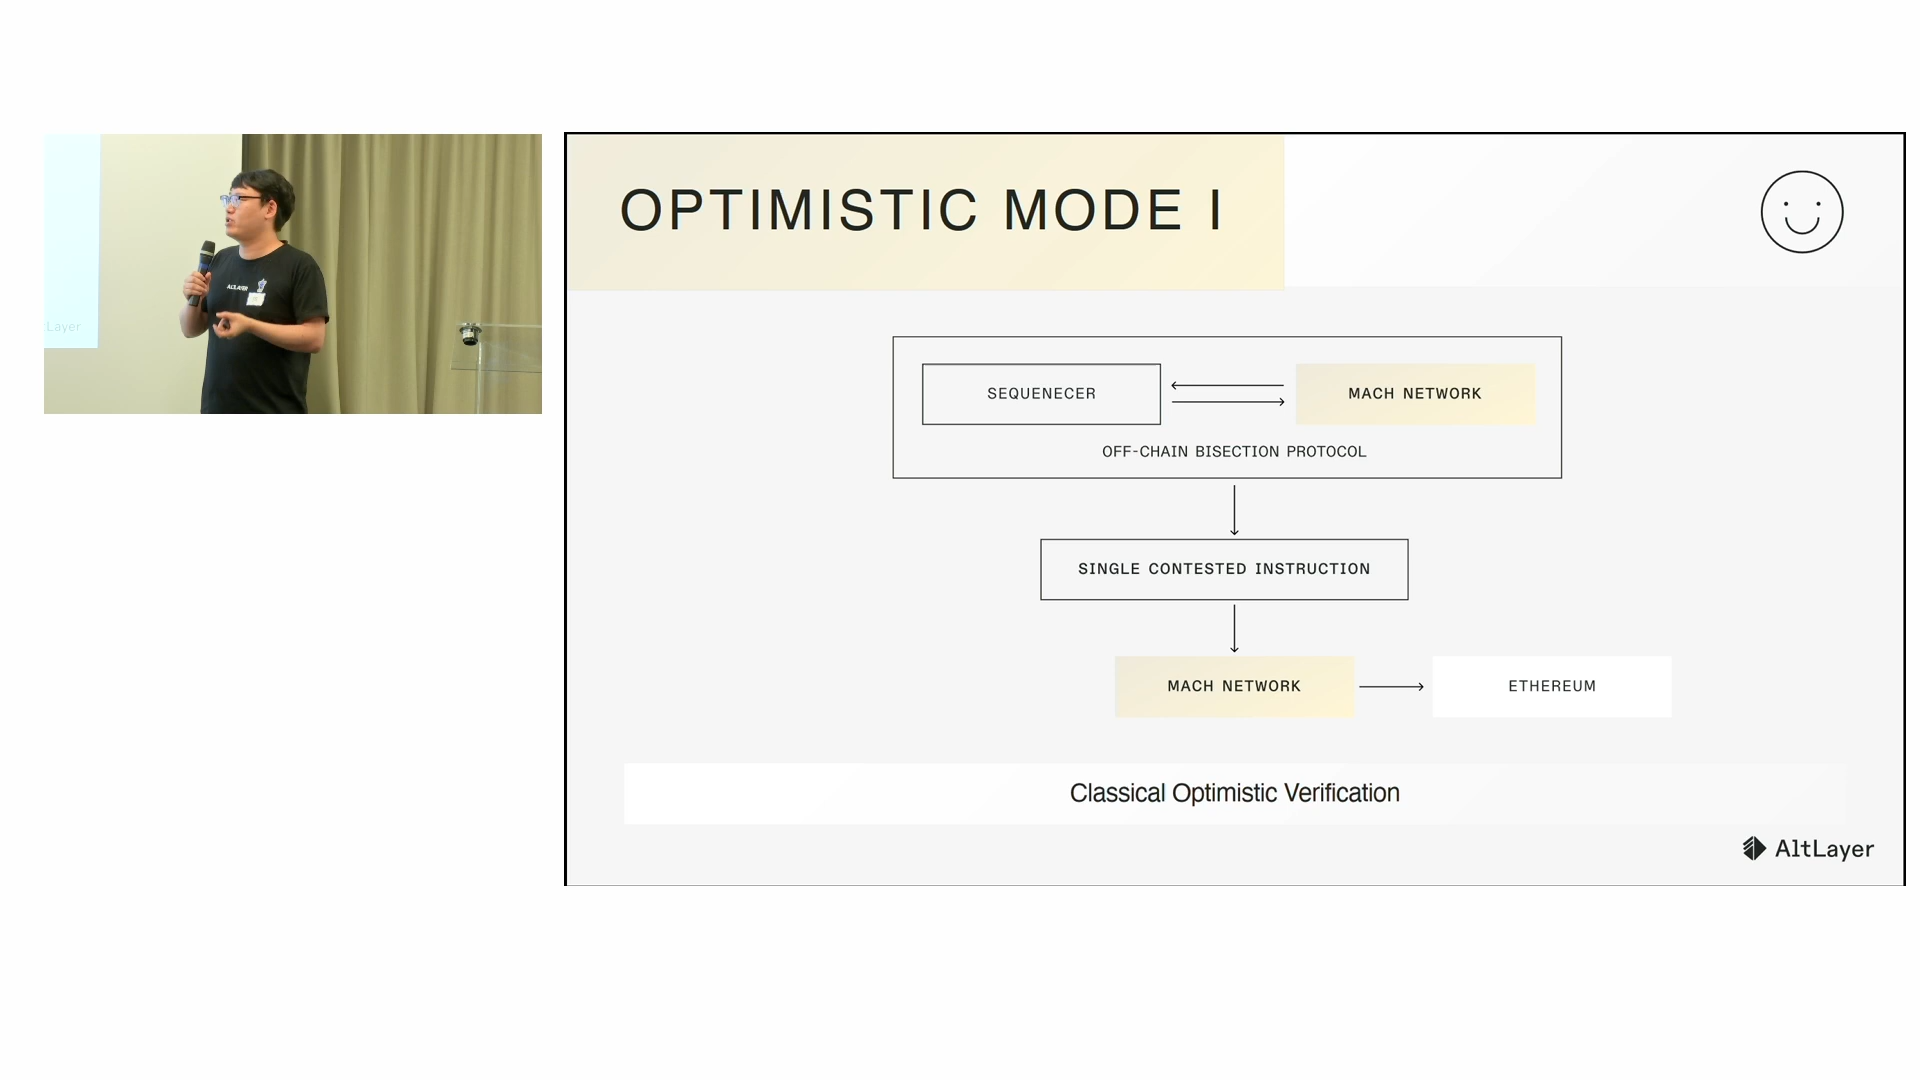 Layer
ALTLAYER
OPTIMISTIC MODE I
SEQUENECER
MACH NETWORK
OFF-CHAIN BISECTION PROTOCOL
SINGLE CONTESTED INSTRUCTION
MACH NETWORK
ETHEREUM
Classical Optimistic Verification
AltLayer